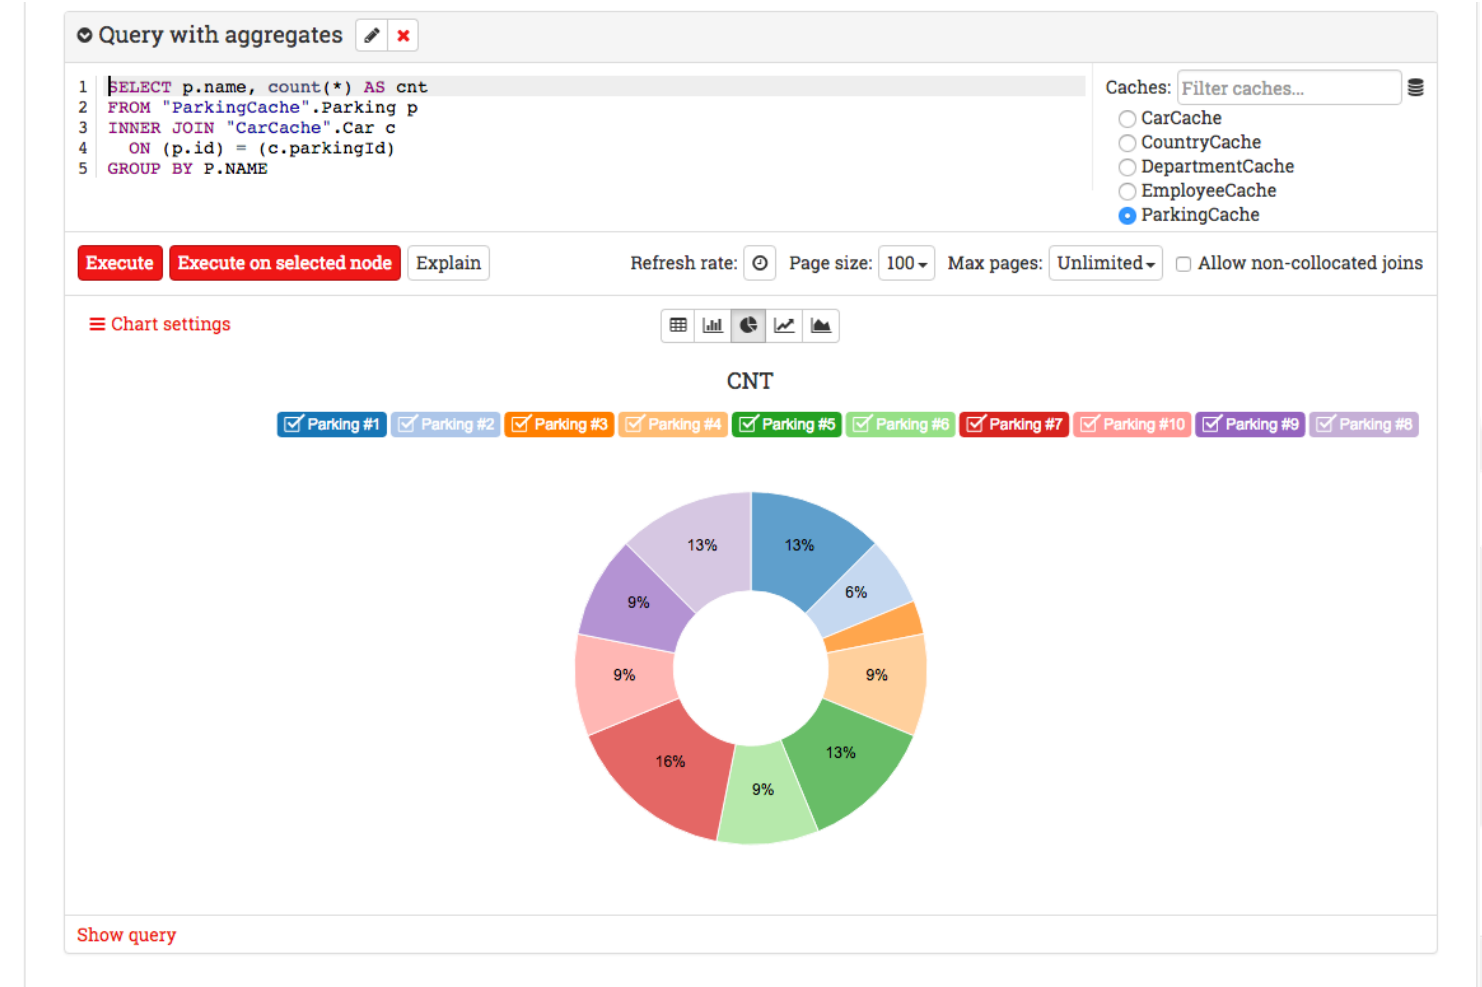 Query with aggregates
1 SELECT p.name, count(*) AS cnt
2 FROM "ParkingCache".Parking p
3 INNER JOIN "CarCache".Car c
4 ON (p.id) = (c.parkingId)
5 GROUP BY P.NAME
Caches: Filter caches...
CarCache
CountryCache
DepartmentCache
EmployeeCache
ParkingCache
Execute Execute on selected node Explain Refresh rate: Page size: 100 Max pages: Unlimited Allow non-collocated joins
Chart settings
CNT
Parking #1 Parking #2 Parking #3 Parking #4 Parking #5 Parking #6 Parking #7 Parking #10 Parking #9 Parking #8
13% 13%
6%
9%
9% 9%
13%
16%
9%
Show query